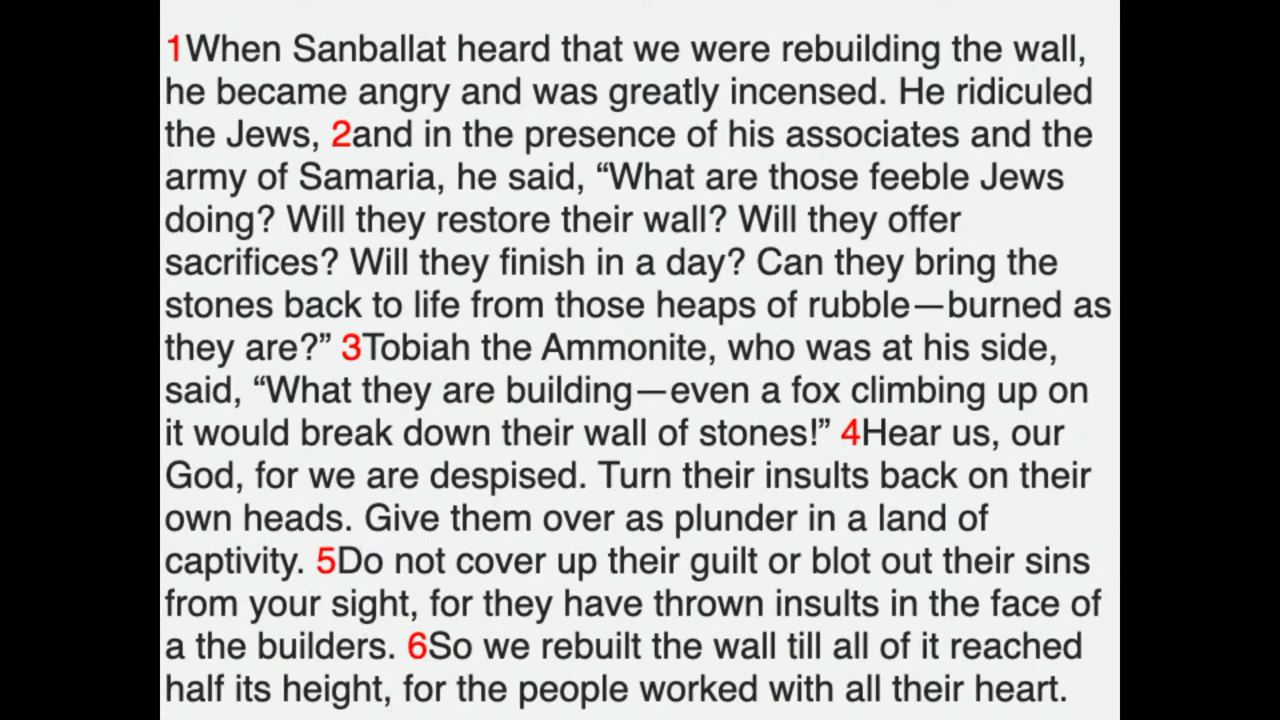 1When Sanballat heard that we were rebuilding the wall,
he became angry and was greatly incensed. He ridiculed
the Jews, 2and in the presence of his associates and the
army of Samaria, he said, “What are those feeble Jews
doing? Will they restore their wall? Will they offer
sacrifices? Will they finish in a day? Can they bring the
stones back to life from those heaps of rubble—burned as
they are?” 3Tobiah the Ammonite, who was at his side,
said, “What they are building—even a fox climbing up on
it would break down their wall of stones!” 4Hear us, our
God, for we are despised. Turn their insults back on their
own heads. Give them over as plunder in a land of
captivity. 5Do not cover up their guilt or blot out their sins
from your sight, for they have thrown insults in the face of
a the builders. 6So we rebuilt the wall till all of it reached
half its height, for the people worked with all their heart.